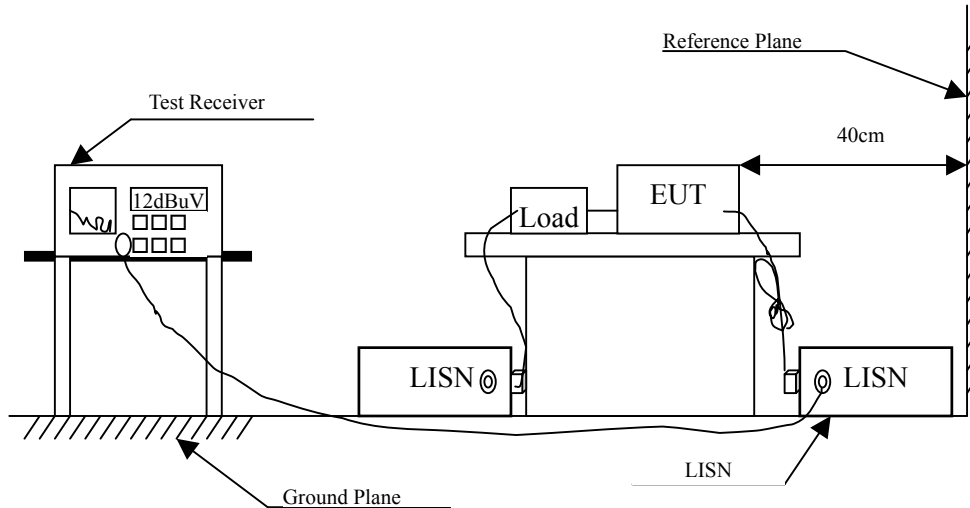 Reference Plane
Test Receiver
40cm
12dBuV
Load
EUT
LISN
LISN
LISN
Ground Plane